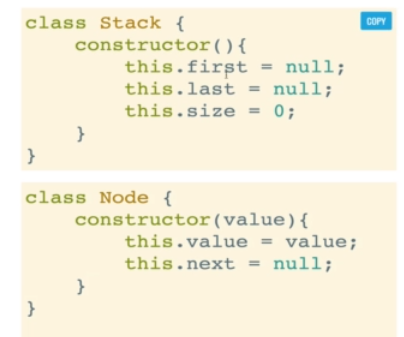 class Stack {
COPY
    constructor(){
        this.first = null;
        this.last = null;
        this.size = 0;
    }
}
class Node {
    constructor(value){
        this.value = value;
        this.next = null;
    }
}